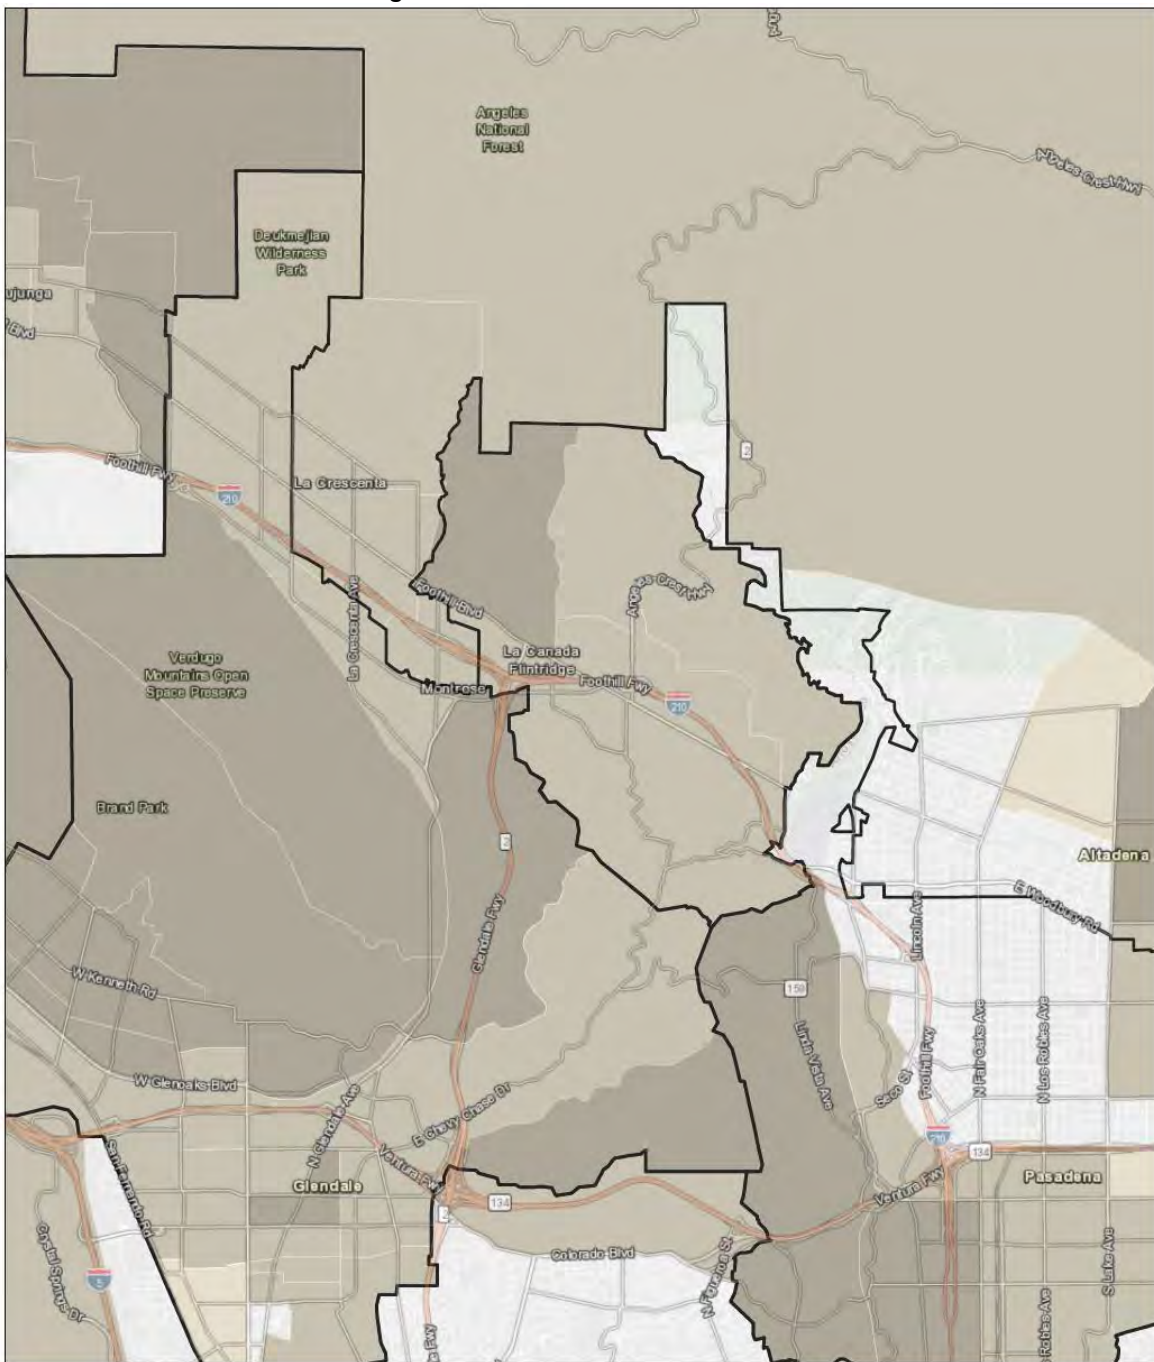 Angeles
National
Forest
Deukmejian
Wilderness
Park
ujunga
Blvd
Foothill Fwy
210
La Crescenta
2
Foothill Blvd
La Crescenta Ave
Angeles Crest Hwy
Verdugo
Mountains Open
Space Preserve
La Canada
Flintridge
Montrose
Foothill Fwy
210
Brand Park
2
Altadena
Glendale Fwy
E Woodbury Rd
Lincoln Ave
W Kenneth Rd
159
Linda Vista Ave
Foothill Fwy
N Fair Oaks Ave
N Los Robles Ave
W Glenoaks Blvd
N Glendale Ave
E Chevy Chase Dr
Seco St
210
134
San Fernando Rd
Ventura Fwy
Glendale
134
2
Ventura Fwy
Pasadena
Crystal Springs Dr
5
Colorado Blvd
N Figueroa St
S Lake Ave
Robles Ave
Fwy